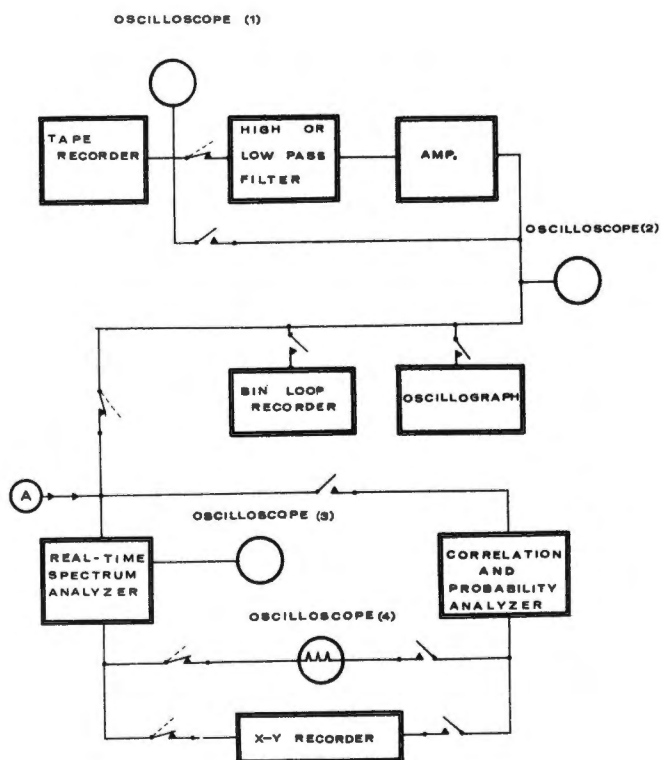 OSCILLOSCOPE (1)
TAPE
RECORDER
HIGH OR
LOW PASS
FILTER
AMP.
OSCILLOSCOPE(2)
BIN LOOP
RECORDER
OSCILLOGRAPH
A
OSCILLOSCOPE (3)
REAL-TIME
SPECTRUM
ANALYZER
CORRELATION
AND
PROBABILITY
ANALYZER
OSCILLOSCOPE(4)
X-Y RECORDER